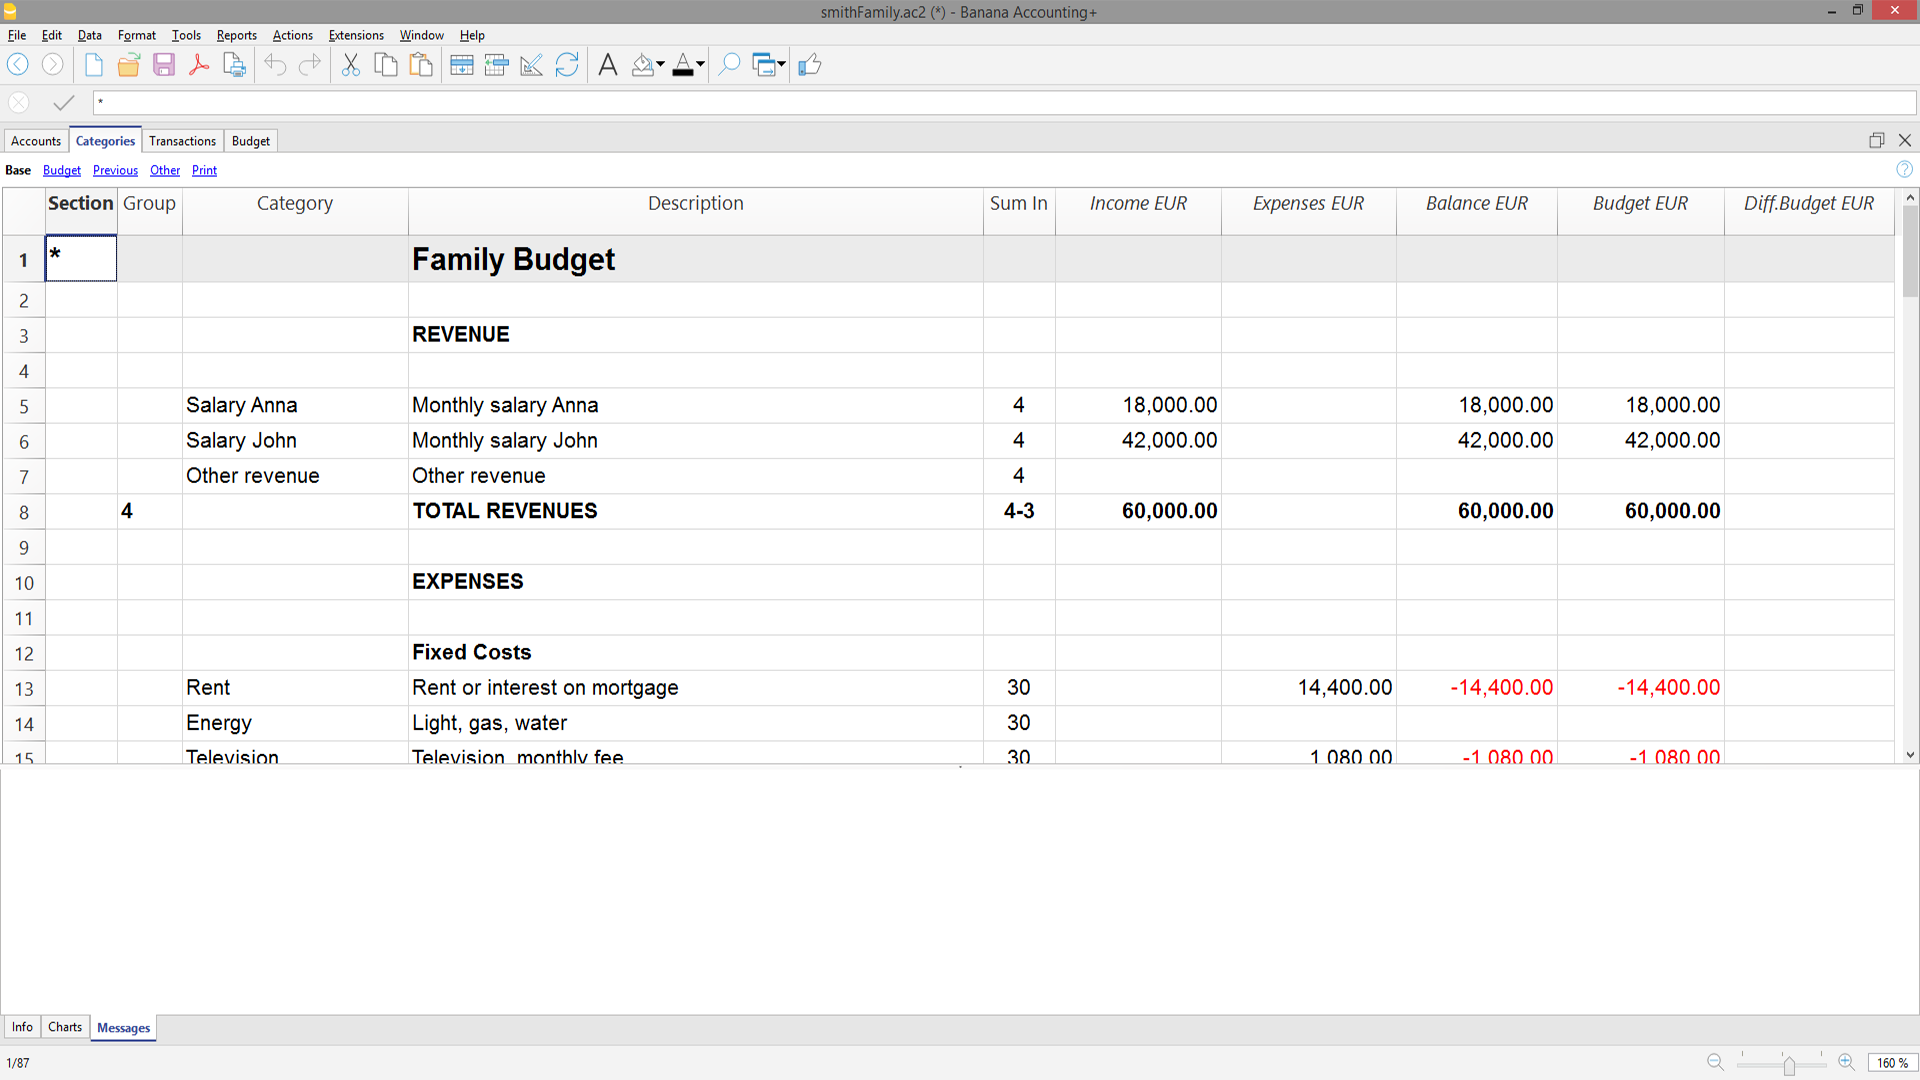 smithFamily.ac2 (*) - Banana Accounting+
File Edit Data Format Tools Reports Actions Extensions Window Help
*
Accounts Categories Transactions Budget
Base Budget Previous Other Print
Section Group Category Description Sum In Income EUR Expenses EUR Balance EUR Budget EUR Diff.Budget EUR
1 * Family Budget
2
3 REVENUE
4
5 Salary Anna Monthly salary Anna 4 18,000.00 18,000.00 18,000.00
6 Salary John Monthly salary John 4 42,000.00 42,000.00 42,000.00
7 Other revenue Other revenue 4
8 4 TOTAL REVENUES 4-3 60,000.00 60,000.00 60,000.00
9
10 EXPENSES
11
12 Fixed Costs
13 Rent Rent or interest on mortgage 30 14,400.00 -14,400.00 -14,400.00
14 Energy Light, gas, water 30
15 Television Television, monthly fee 30 1,080.00 -1,080.00 -1,080.00
Info Charts Messages
1/87 160 %